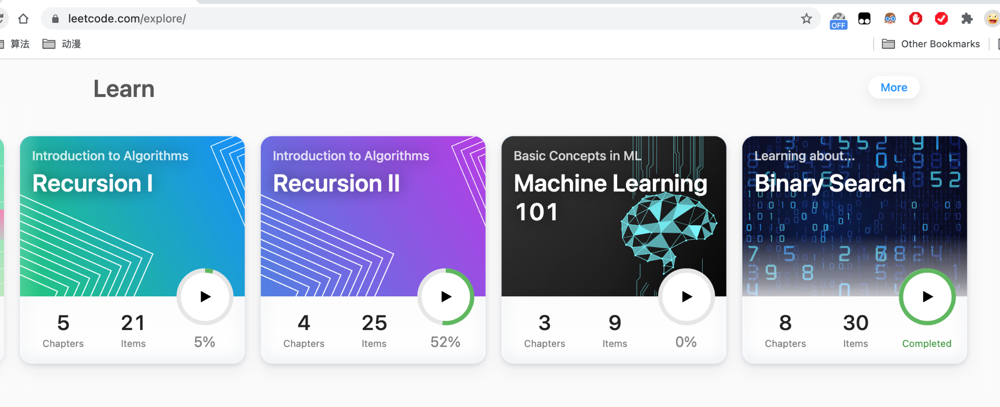 leetcode.com/explore/
OFF
算法
动漫
Other Bookmarks
Learn
More
Introduction to Algorithms
Recursion I
5
Chapters
21
Items
5%
Introduction to Algorithms
Recursion II
4
Chapters
25
Items
52%
Basic Concepts in ML
Machine Learning
101
3
Chapters
9
Items
0%
Learning about...
Binary Search
8
Chapters
30
Items
Completed